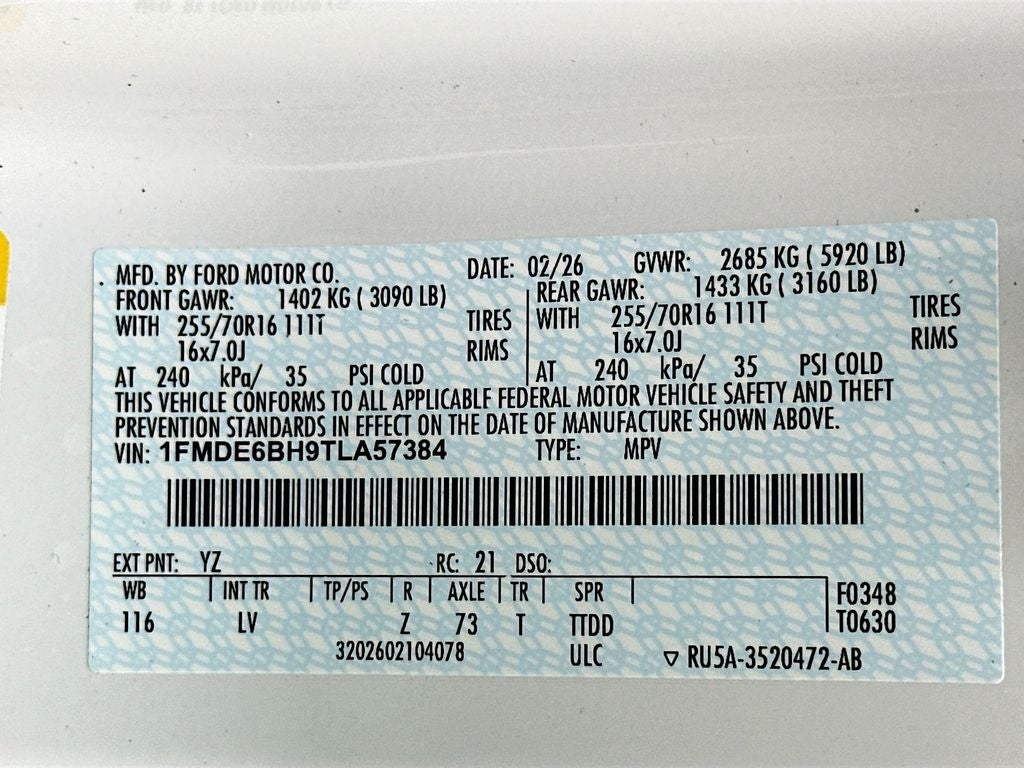 MFD. BY FORD MOTOR CO. DATE: 02/26 GVWR: 2685 KG ( 5920 LB)
FRONT GAWR: 1402 KG ( 3090 LB) REAR GAWR: 1433 KG ( 3160 LB)
WITH 255/70R16 111T TIRES WITH 255/70R16 111T TIRES
16x7.0J RIMS 16x7.0J RIMS
AT 240 kPa/ 35 PSI COLD AT 240 kPa/ 35 PSI COLD
THIS VEHICLE CONFORMS TO ALL APPLICABLE FEDERAL MOTOR VEHICLE SAFETY AND THEFT
PREVENTION STANDARDS IN EFFECT ON THE DATE OF MANUFACTURE SHOWN ABOVE.
VIN: 1FMDE6BH9TLA57384 TYPE: MPV
EXT PNT: YZ RC: 21 DSO:
WB INT TR TP/PS R AXLE TR SPR F0348
116 LV Z 73 T TTDD T0630
3202602104078 ULC ▽ RU5A-3520472-AB